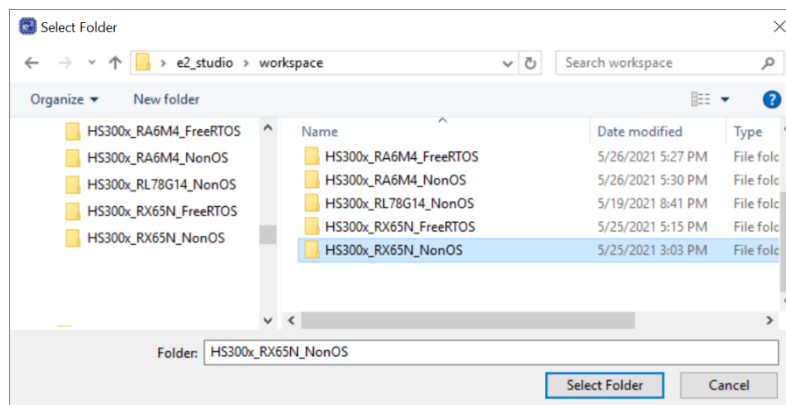 Select Folder
e2_studio workspace Search workspace
Organize New folder
HS300x_RA6M4_FreeRTOS
HS300x_RA6M4_NonOS
HS300x_RL78G14_NonOS
HS300x_RX65N_FreeRTOS
HS300x_RX65N_NonOS
Name Date modified Type
HS300x_RA6M4_FreeRTOS 5/26/2021 5:27 PM File folc
HS300x_RA6M4_NonOS 5/26/2021 5:30 PM File folc
HS300x_RL78G14_NonOS 5/19/2021 8:41 PM File folc
HS300x_RX65N_FreeRTOS 5/25/2021 5:15 PM File folc
HS300x_RX65N_NonOS 5/25/2021 3:03 PM File folc
Folder: HS300x_RX65N_NonOS
Select Folder Cancel